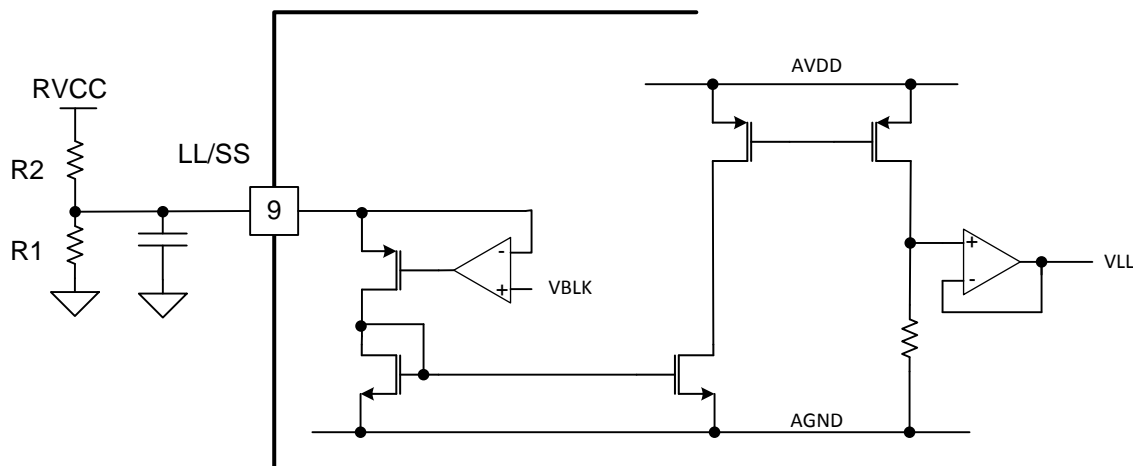 AVDD
RVCC
LL/SS
R2
9
R1
+
-
VLL
-
+
VBLK
AGND